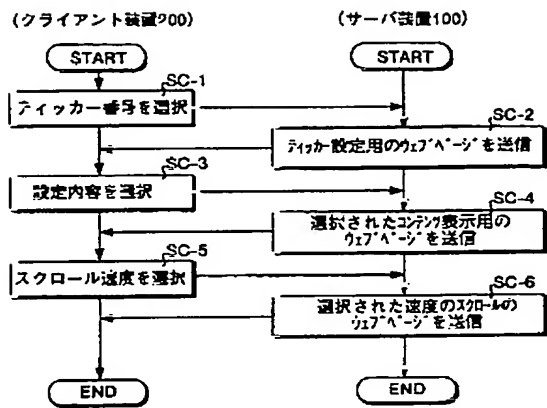 (クライアント装置200)
(サーバ装置100)
START
START
SC-1
ティッカー番号を選択
SC-2
ティッカー設定用のウェブページを送信
SC-3
設定内容を選択
SC-4
選択されたコンテンツ表示用の
ウェブページを送信
SC-5
スクロール速度を選択
SC-6
選択された速度のスクロールの
ウェブページを送信
END
END